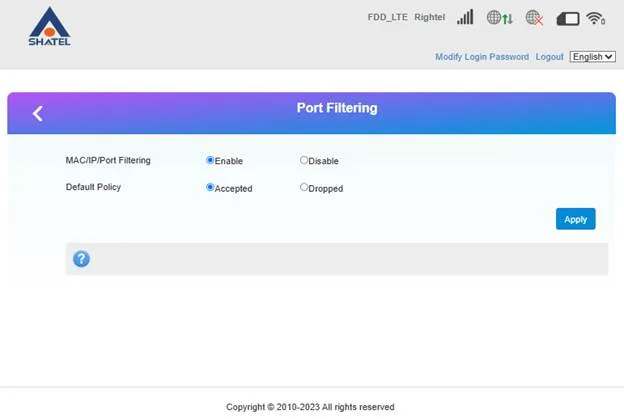 SHATEL
FDD_LTE Rightel
Modify Login Password Logout English
Port Filtering
MAC/IP/Port Filtering Enable Disable
Default Policy Accepted Dropped
Apply
?
Copyright © 2010-2023 All rights reserved